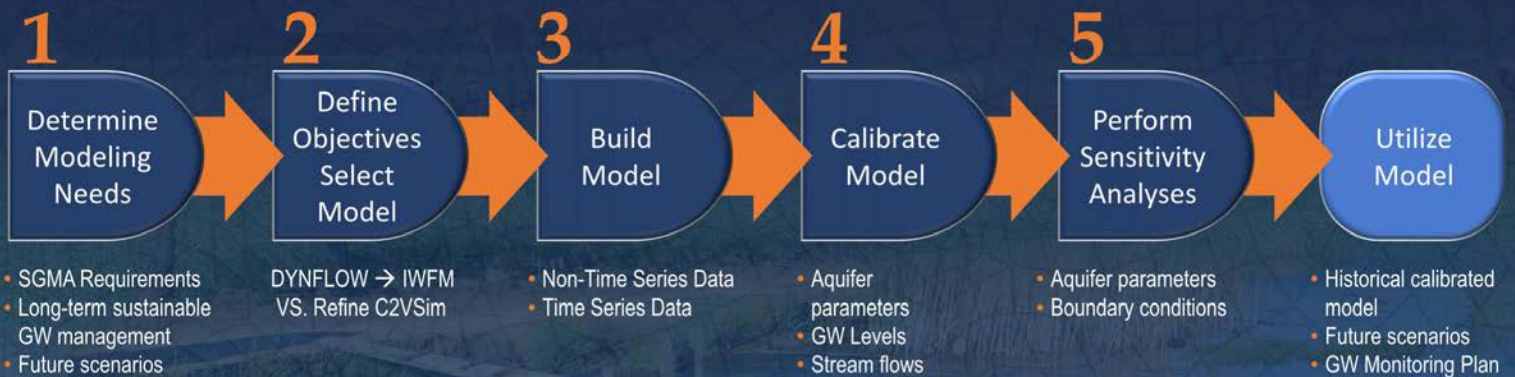 1
Determine
Modeling
Needs
• SGMA Requirements
• Long-term sustainable
GW management
• Future scenarios
2
Define
Objectives
Select
Model
DYNFLOW → IWFM
VS. Refine C2VSim
3
Build
Model
• Non-Time Series Data
• Time Series Data
4
Calibrate
Model
• Aquifer
parameters
• GW Levels
• Stream flows
5
Perform
Sensitivity
Analyses
• Aquifer parameters
• Boundary conditions
Utilize
Model
• Historical calibrated
model
• Future scenarios
• GW Monitoring Plan